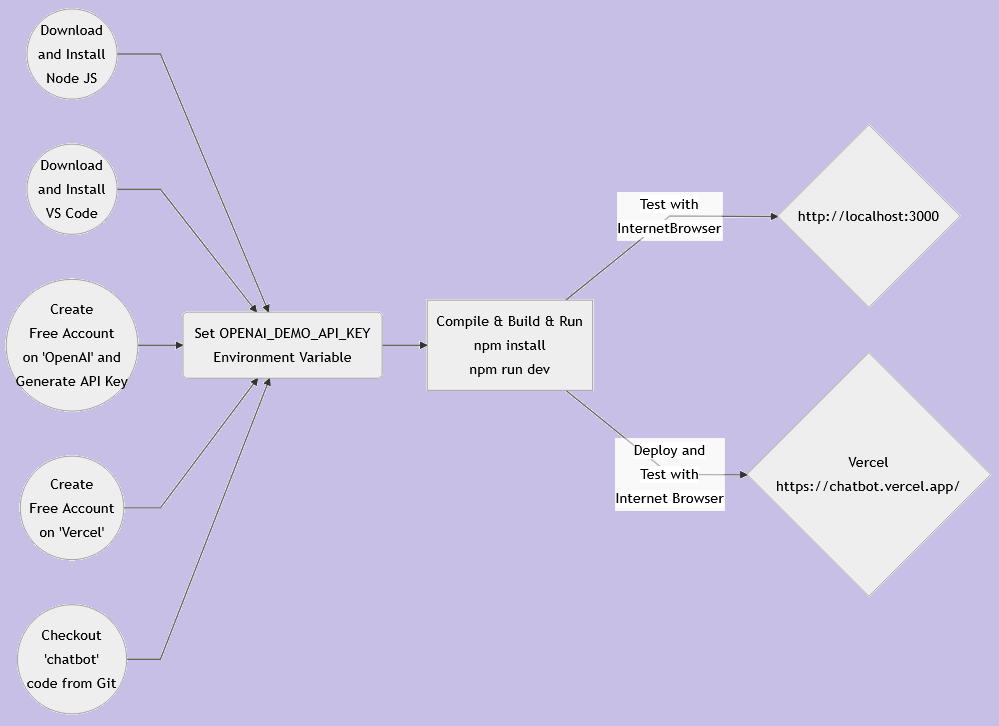 Download
and Install
Node JS
Download
and Install
VS Code
Create
Free Account
on 'OpenAI' and
Generate API Key
Create
Free Account
on 'Vercel'
Checkout
'chatbot'
code from Git
Set OPENAI_DEMO_API_KEY
Environment Variable
Compile & Build & Run
npm install
npm run dev
Test with
InternetBrowser
http://localhost:3000
Deploy and
Test with
Internet Browser
Vercel
https://chatbot.vercel.app/